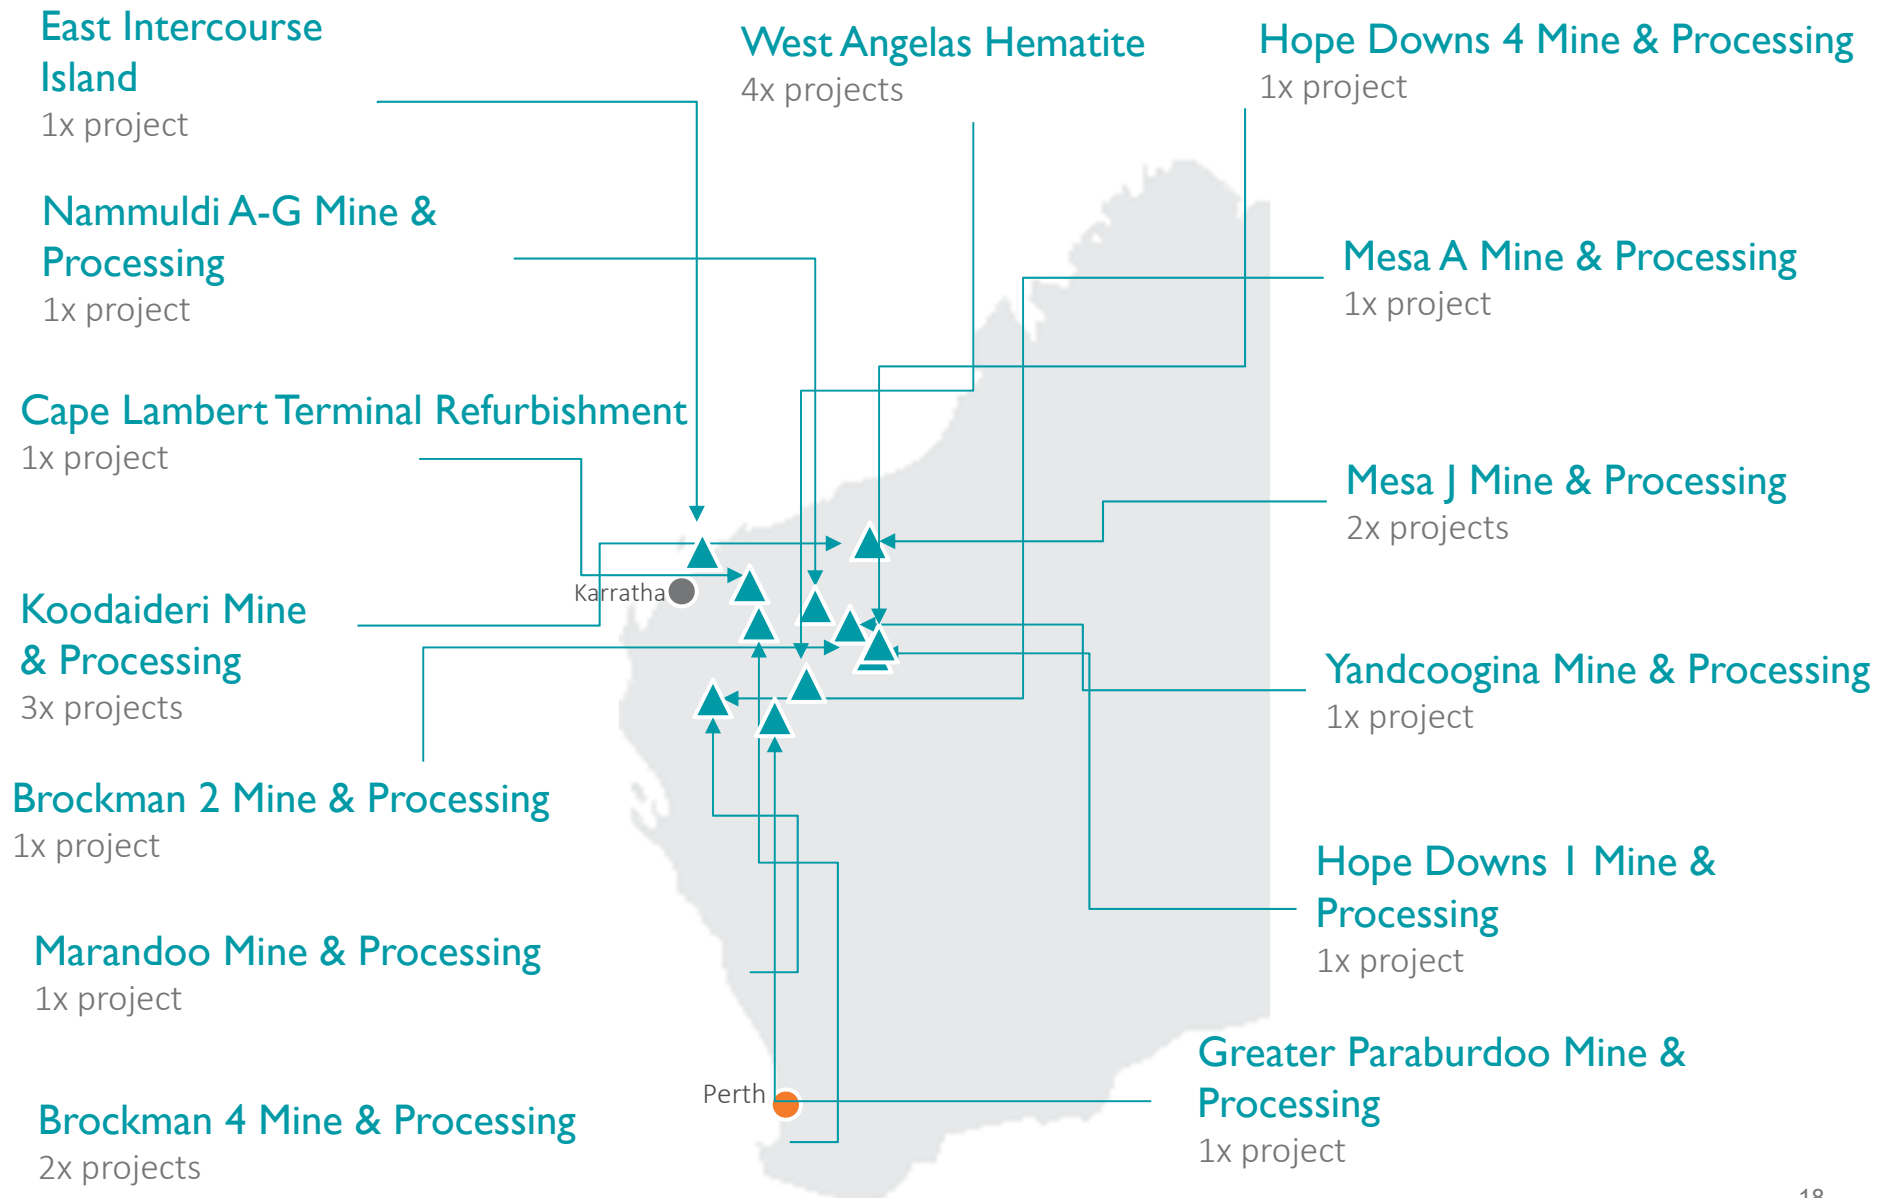 East Intercourse
Island
1x project
West Angelas Hematite
4x projects
Hope Downs 4 Mine & Processing
1x project
Nammuldi A-G Mine &
Processing
1x project
Mesa A Mine & Processing
1x project
Cape Lambert Terminal Refurbishment
1x project
Mesa J Mine & Processing
2x projects
Karratha
Koodaideri Mine
& Processing
3x projects
Yandcoogina Mine & Processing
1x project
Brockman 2 Mine & Processing
1x project
Hope Downs 1 Mine &
Processing
1x project
Marandoo Mine & Processing
1x project
Greater Paraburdoo Mine &
Processing
1x project
Perth
Brockman 4 Mine & Processing
2x projects
18